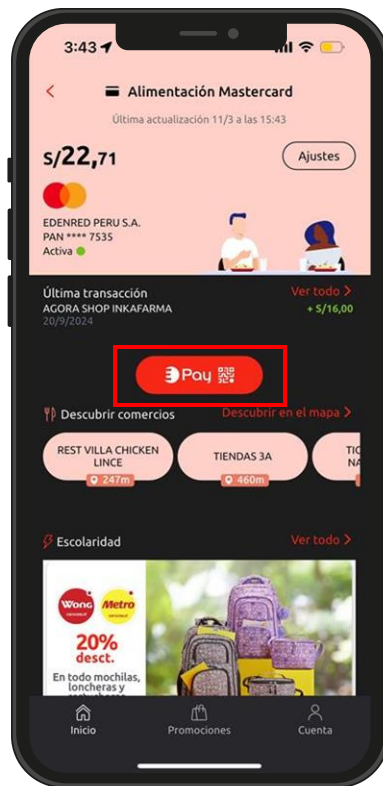 3:43
Alimentación Mastercard
Última actualización 11/3 a las 15:43
S/22,71
Ajustes
EDENRED PERU S.A.
PAN **** 7535
Activa
Última transacción
Ver todo
AGORA SHOP INKAFARMA
+ S/16,00
20/9/2024
Pay
Descubrir comercios
Descubrir en el mapa
REST VILLA CHICKEN
LINCE
247m
TIENDAS 3A
460m
Escolaridad
Ver todo
Wong
Metro
20%
desct.
En todo mochilas,
loncheras y
Inicio
Promociones
Cuenta